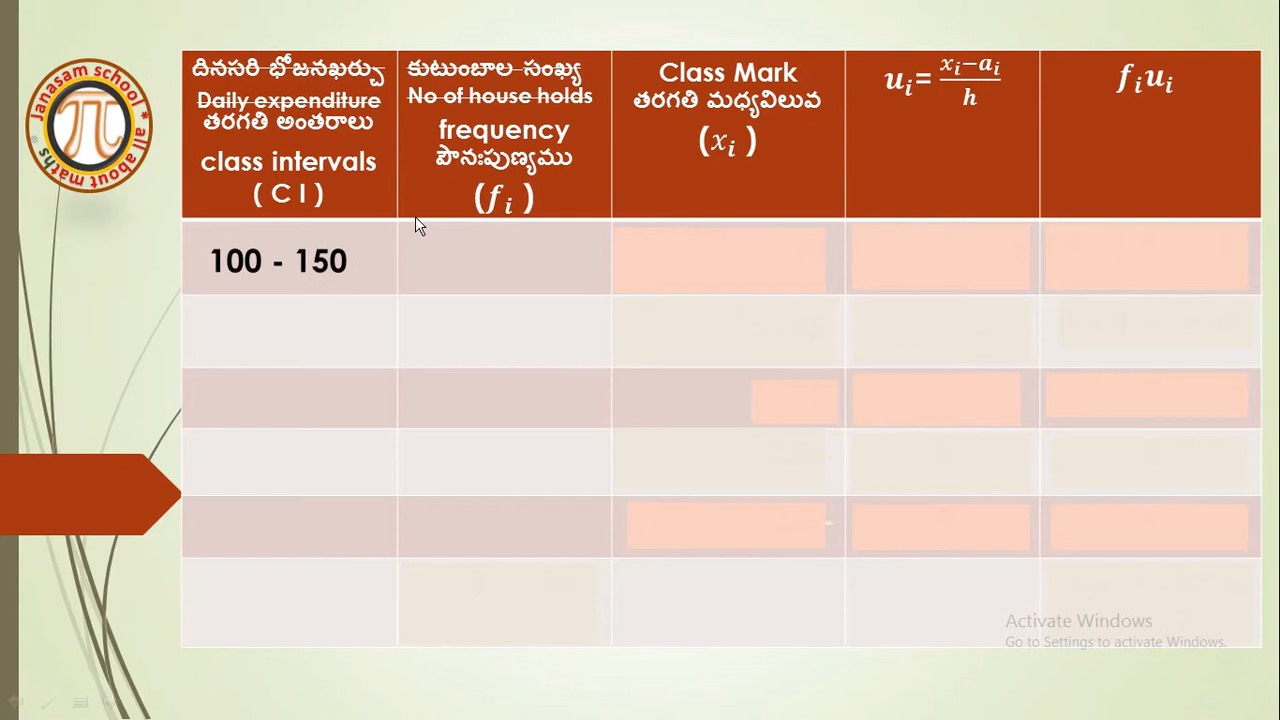 Janasam school * all about maths *
π
దినసరి భోజనఖర్చు
Daily expenditure
తరగతి అంతరాలు
class intervals
( C I )
కుటుంబాల సంఖ్య
No of house holds
frequency
పౌనఃపుణ్యము
(fᵢ )
Class Mark
తరగతి మధ్యవిలువ
(xᵢ )
uᵢ= (xᵢ−aᵢ)/h
fᵢuᵢ
100 - 150
Activate Windows
Go to Settings to activate Windows.